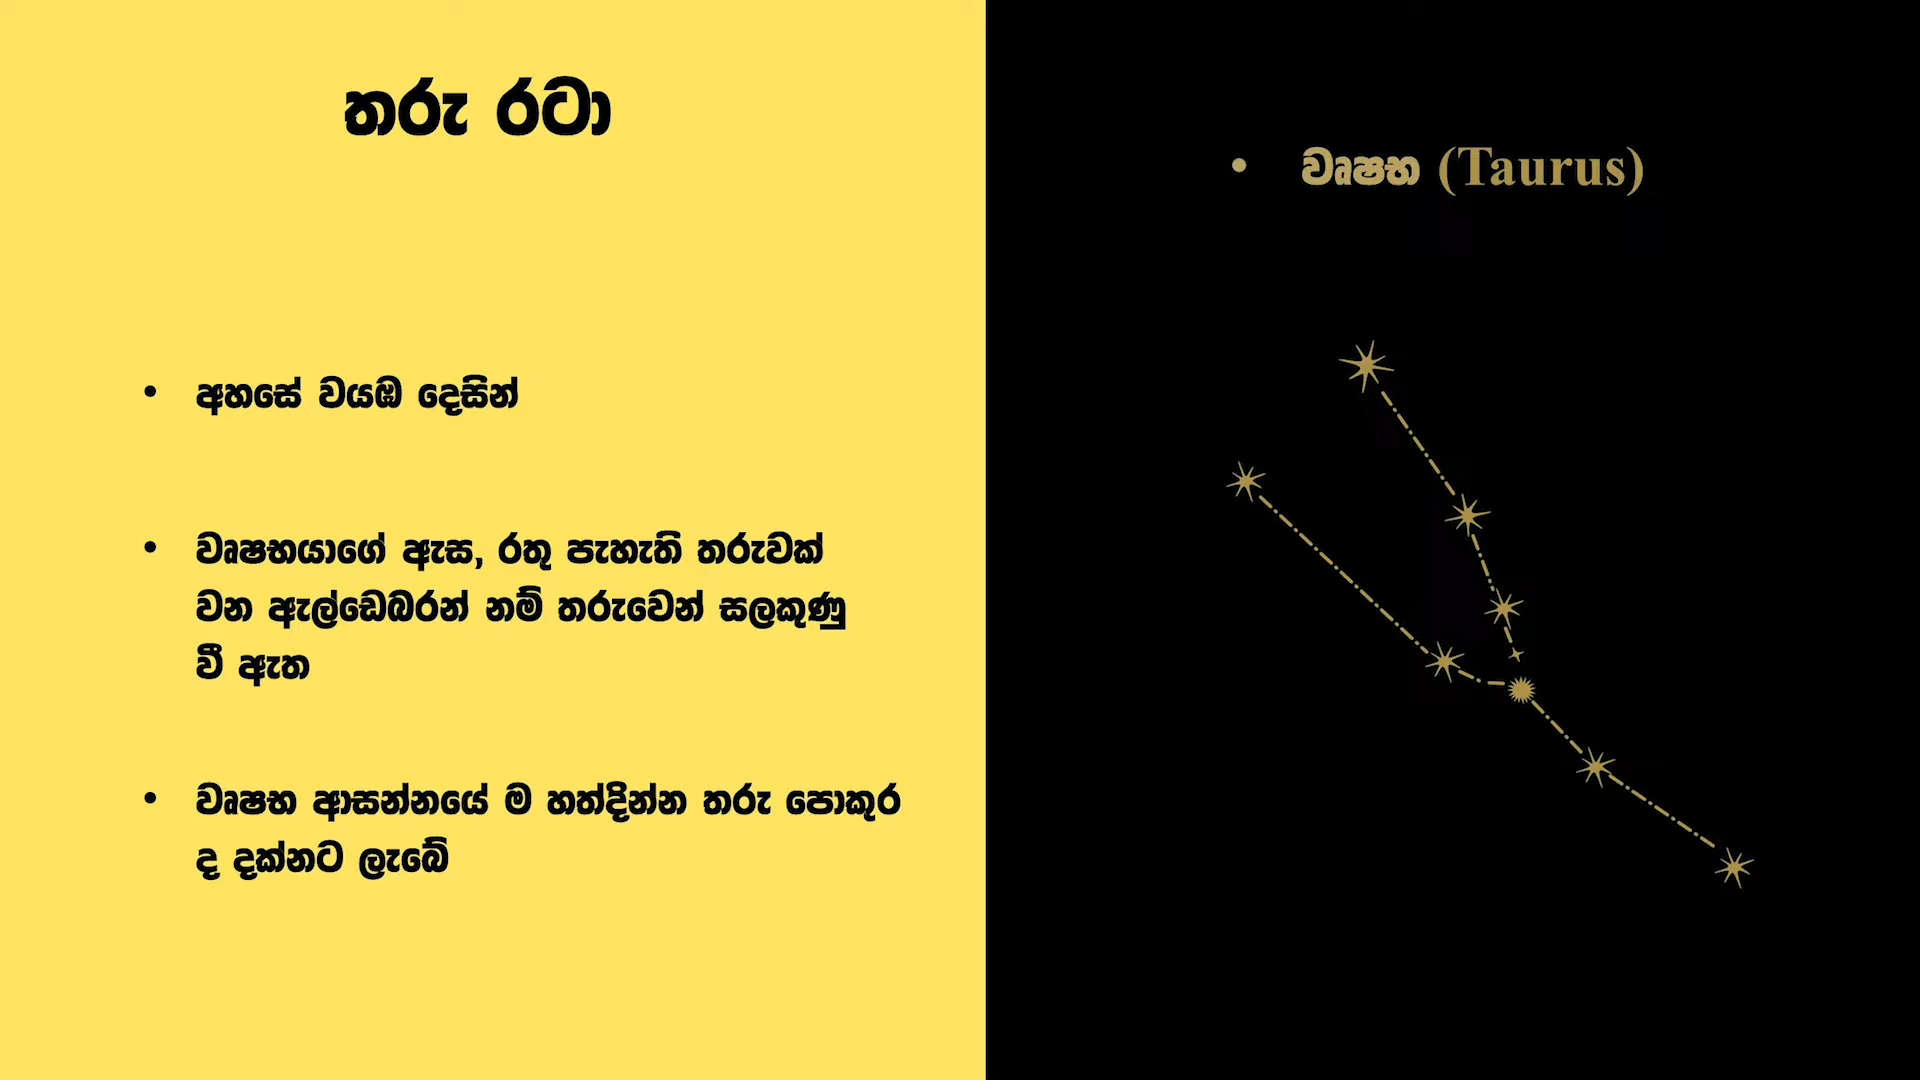 තරු රටා
• වෘෂභ (Taurus)
• අහසේ වයඹ දෙසින්
• වෘෂභයාගේ ඇස, රතු පැහැති තරුවක්
වන ඇල්ඩෙබරන් නම් තරුවෙන් සලකුණු
වී ඇත
• වෘෂභ ආසන්නයේ ම හත්දින්න තරු පොකුර
ද දක්නට ලැබේ